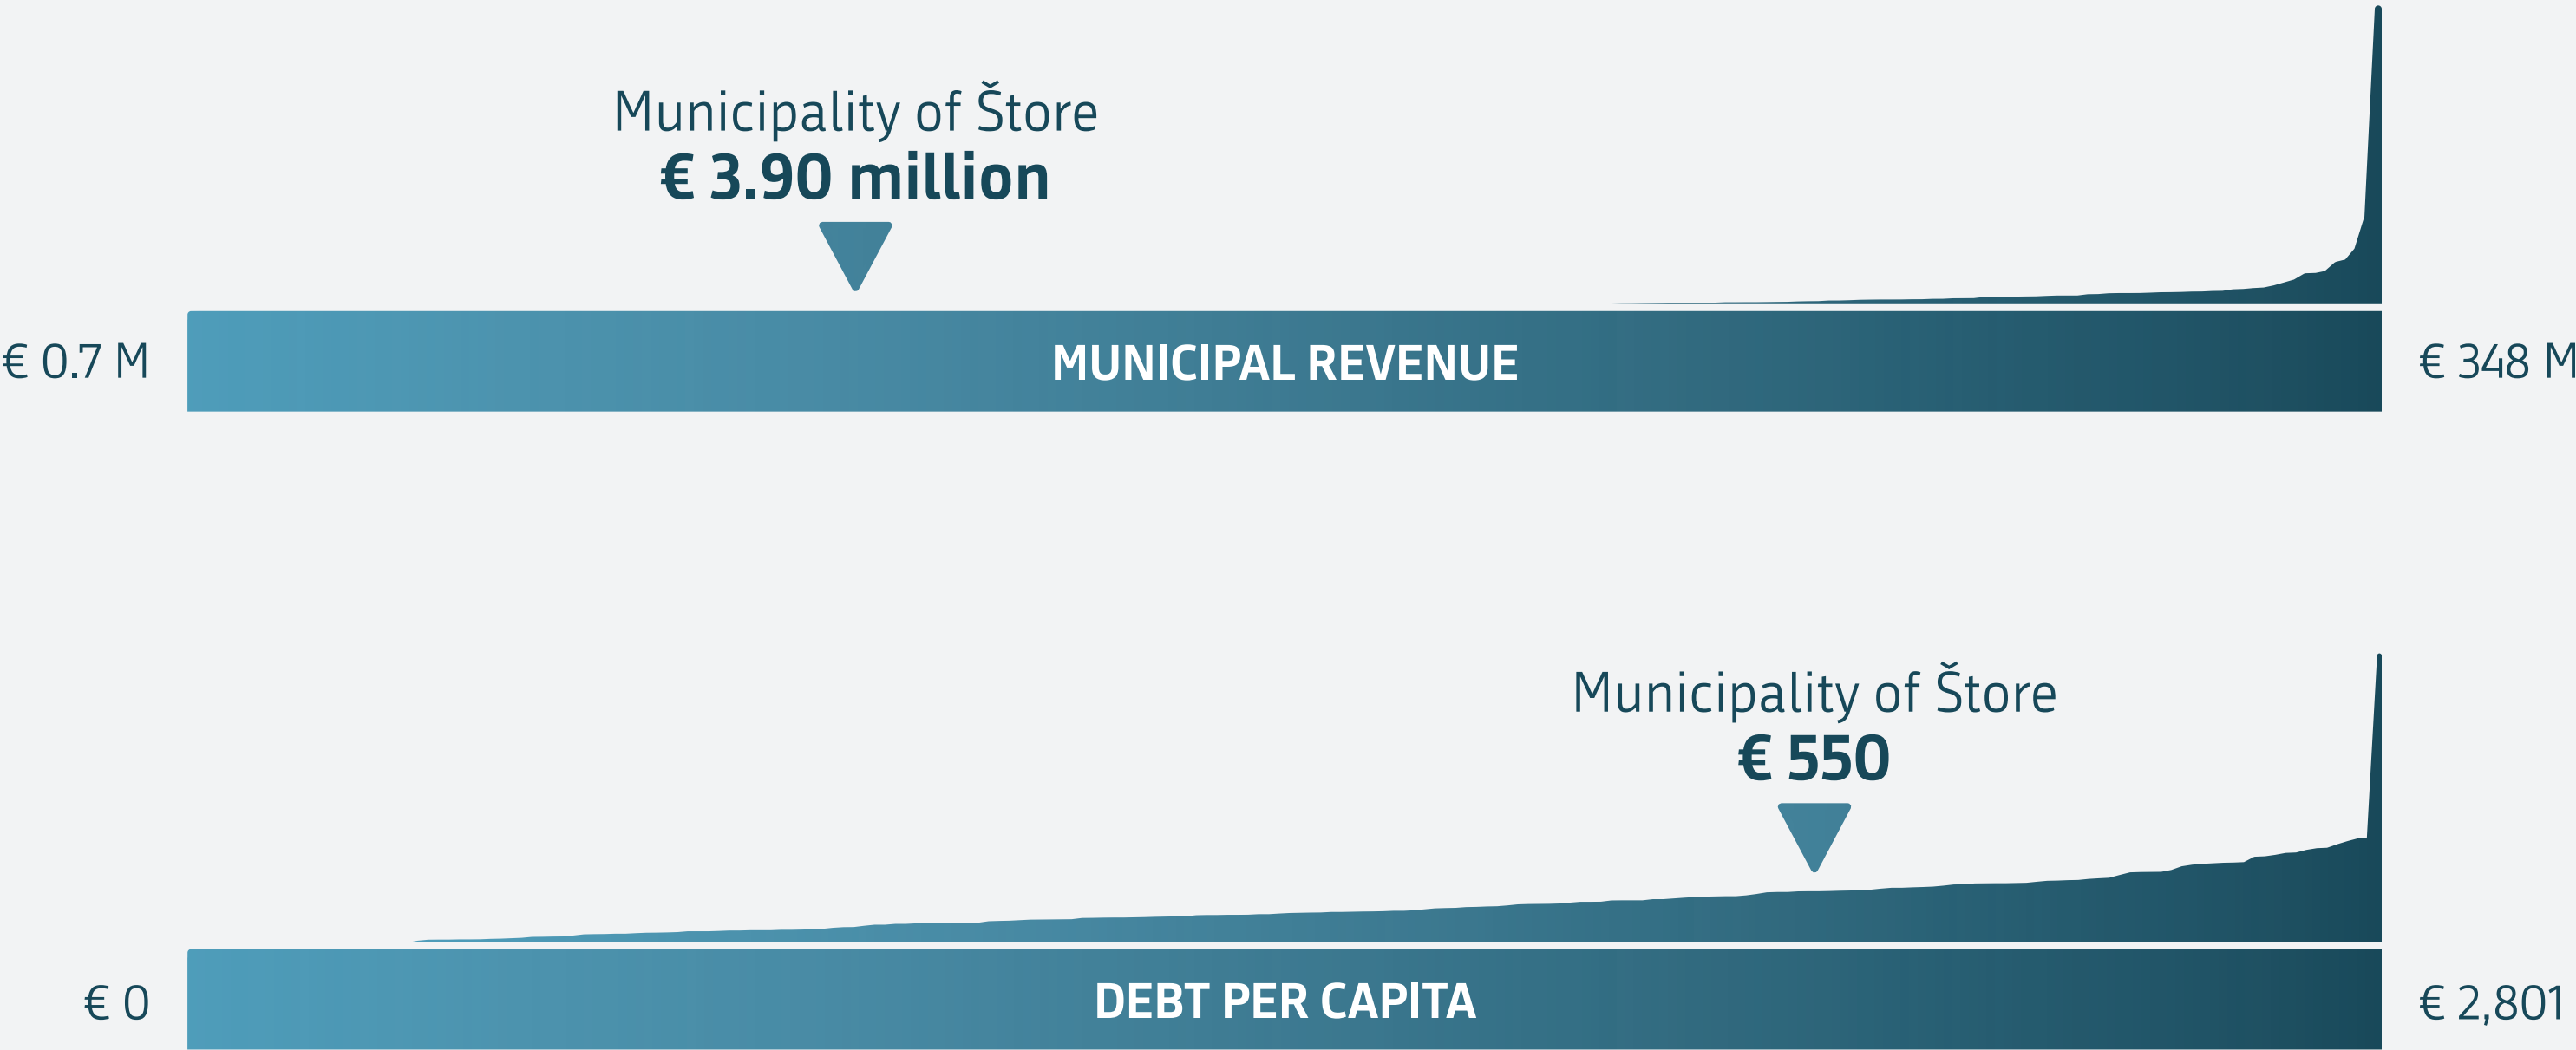 Municipality of Štore
€ 3.90 million
€ 0.7 M
MUNICIPAL REVENUE
€ 348 M
Municipality of Štore
€ 550
€ 0
DEBT PER CAPITA
€ 2,801